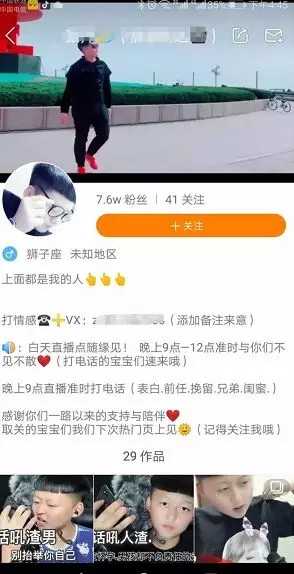 中国移动
中国电信
35%
下午4:45
7.6w 粉丝 | 41 关注
+关注
狮子座 未知地区
上面都是我的人👆👆👆
打情感☎➕VX：z（添加备注来意）
📢：白天直播点随缘见！ 晚上9点—12点准时与你们不
见不散❤（打电话的宝宝们速来哦）
晚上9点直播准时打电话（表白.前任.挽留.兄弟.闺蜜.）
感谢你们一路以来的支持与陪伴❤
取关的宝宝们我们下次热门页上见🌞（记得关注我哦）
29 作品
话吼渣男
别抬举你自己
话吼人渣